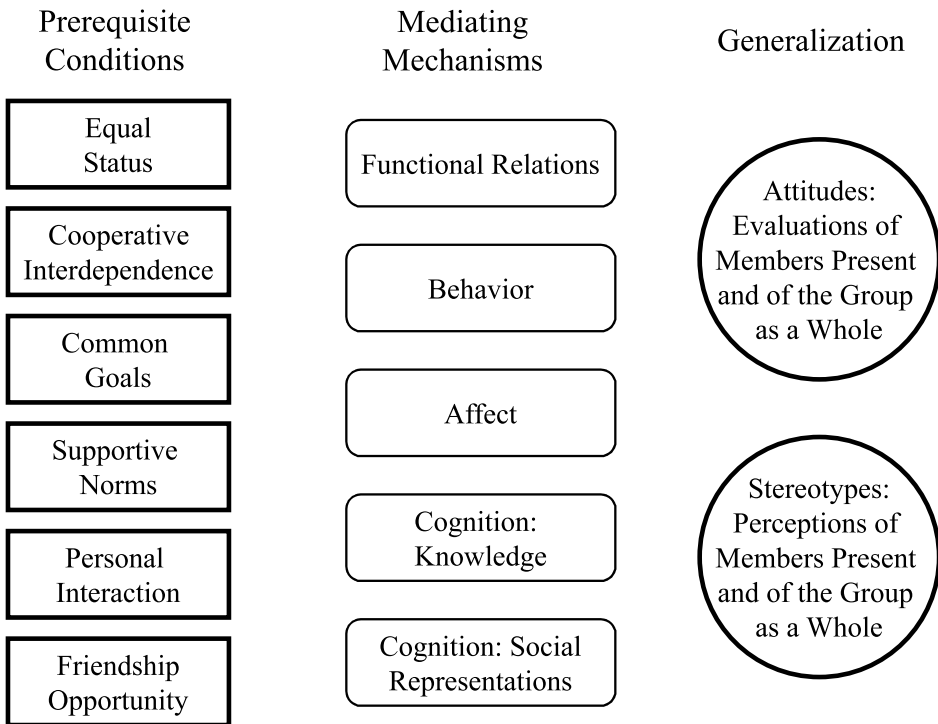 Prerequisite
Conditions
Equal
Status
Cooperative
Interdependence
Common
Goals
Supportive
Norms
Personal
Interaction
Friendship
Opportunity
Mediating
Mechanisms
Functional Relations
Behavior
Affect
Cognition:
Knowledge
Cognition: Social
Representations
Generalization
Attitudes:
Evaluations of
Members Present
and of the Group
as a Whole
Stereotypes:
Perceptions of
Members Present
and of the Group
as a Whole